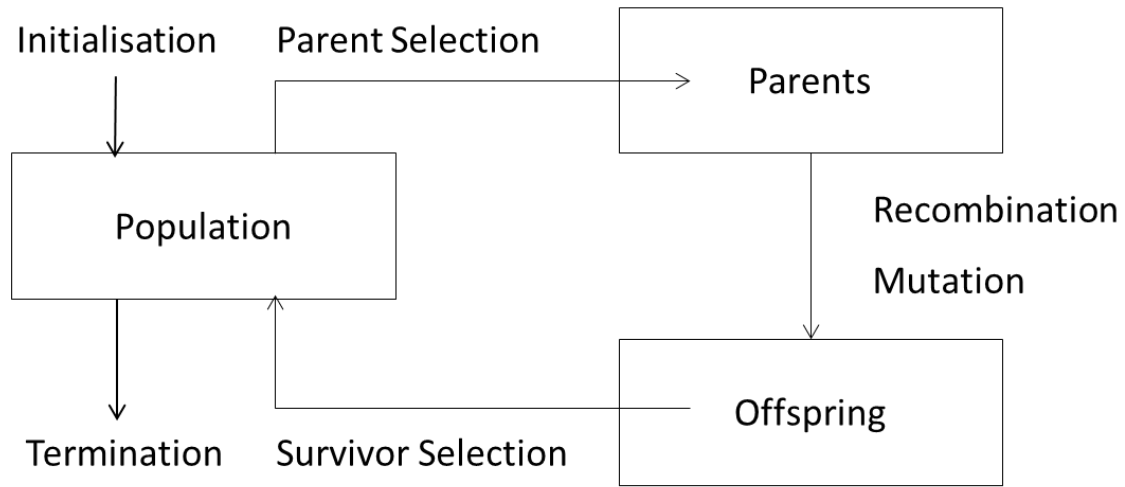 Initialisation
Parent Selection
Parents
Population
Recombination
Mutation
Offspring
Termination
Survivor Selection